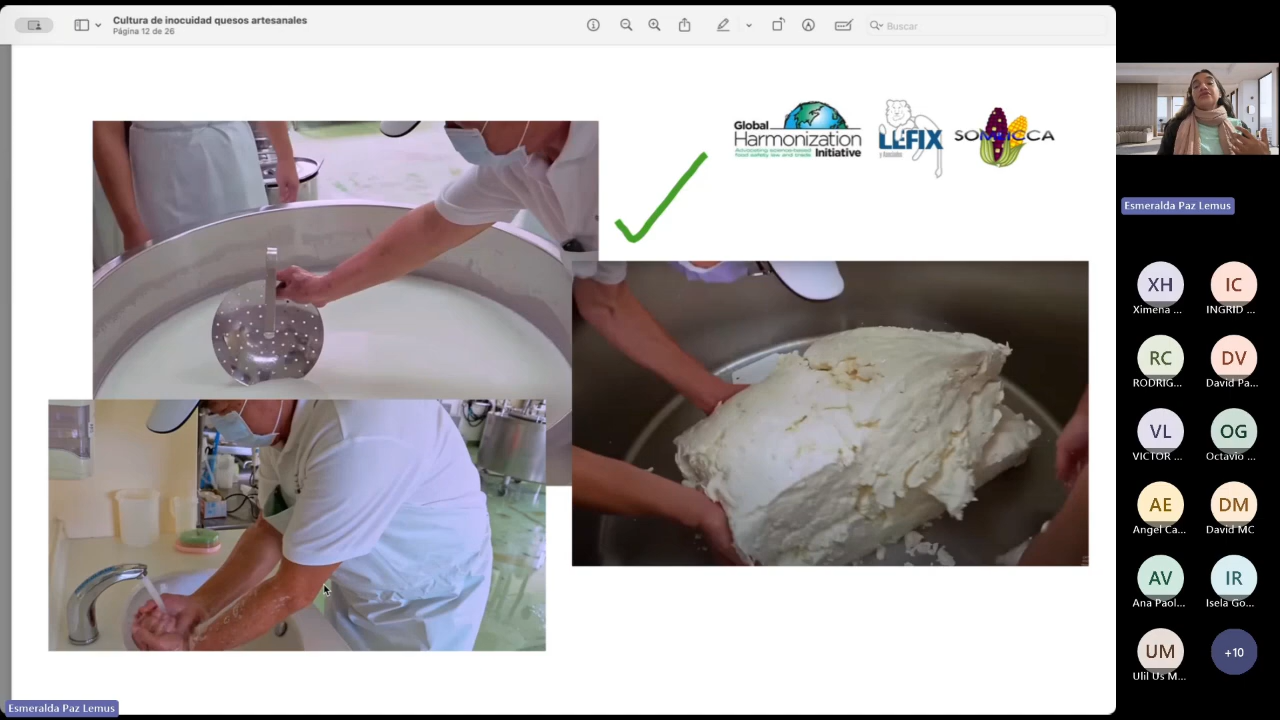 Cultura de inocuidad quesos artesanales
Página 12 de 26
Buscar
Global
Harmonization
Initiative
LEFIX
y Asociados
Esmeralda Paz Lemus
XH
Ximena ...
IC
INGRID ...
RC
RODRIG...
DV
David Pa...
VL
VICTOR ...
OG
Octavio ...
AE
Angel Ca...
DM
David MC
AV
Ana Paol...
IR
Isela Go...
UM
Ulil Us M...
+10
Esmeralda Paz Lemus